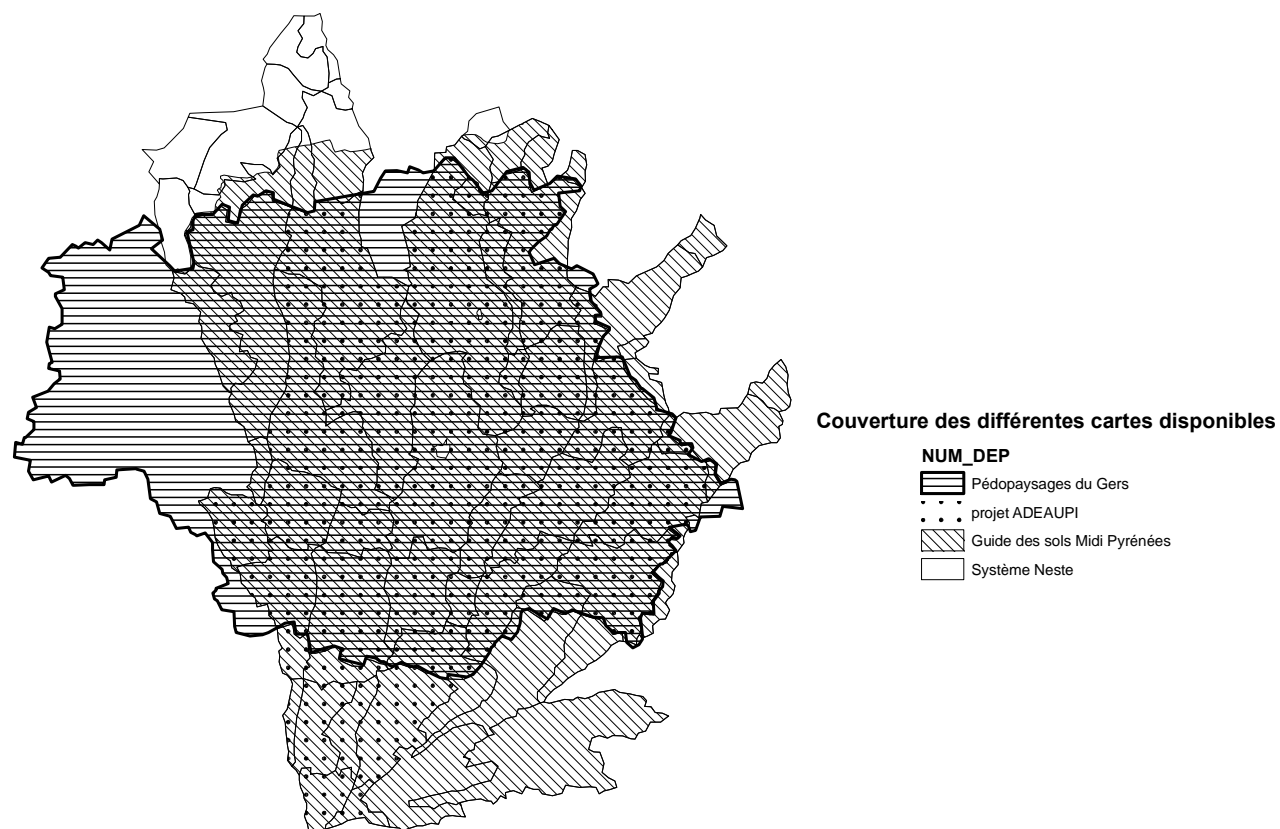 Couverture des différentes cartes disponibles
NUM_DEP
Pédopaysages du Gers
projet ADEAUPI
Guide des sols Midi Pyrénées
Système Neste